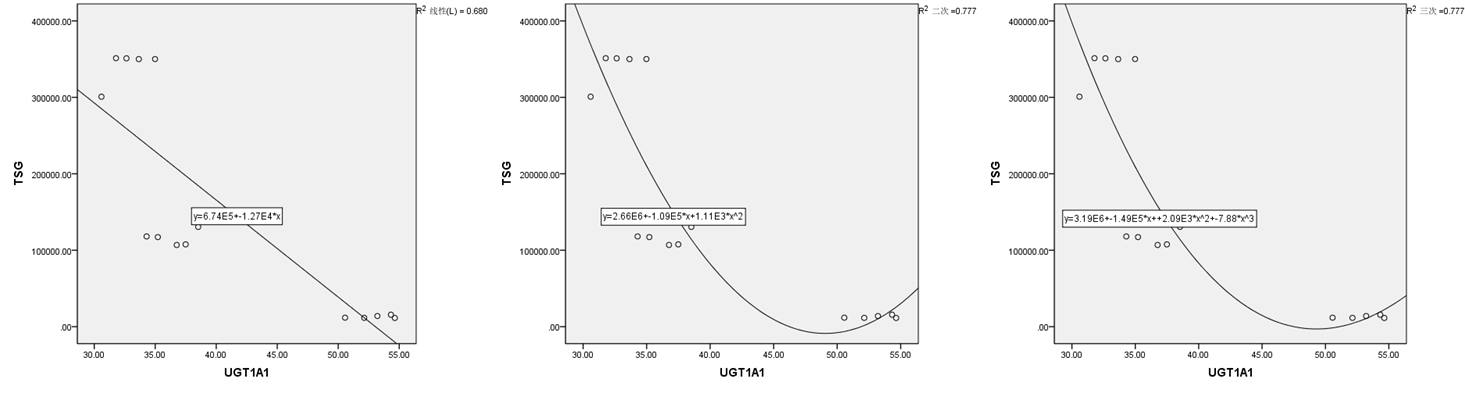 R² 线性(L) = 0.680
400000.00
300000.00
200000.00
100000.00
.00
TSG
y=6.74E5+-1.27E4*x
30.00 35.00 40.00 45.00 50.00 55.00
UGT1A1
R² 二次 =0.777
400000.00
300000.00
200000.00
100000.00
.00
TSG
y=2.66E6+-1.09E5*x+1.11E3*x^2
30.00 35.00 40.00 45.00 50.00 55.00
UGT1A1
R² 三次 =0.777
400000.00
300000.00
200000.00
100000.00
.00
TSG
y=3.19E6+-1.49E5*x++2.09E3*x^2+-7.88*x^3
30.00 35.00 40.00 45.00 50.00 55.00
UGT1A1